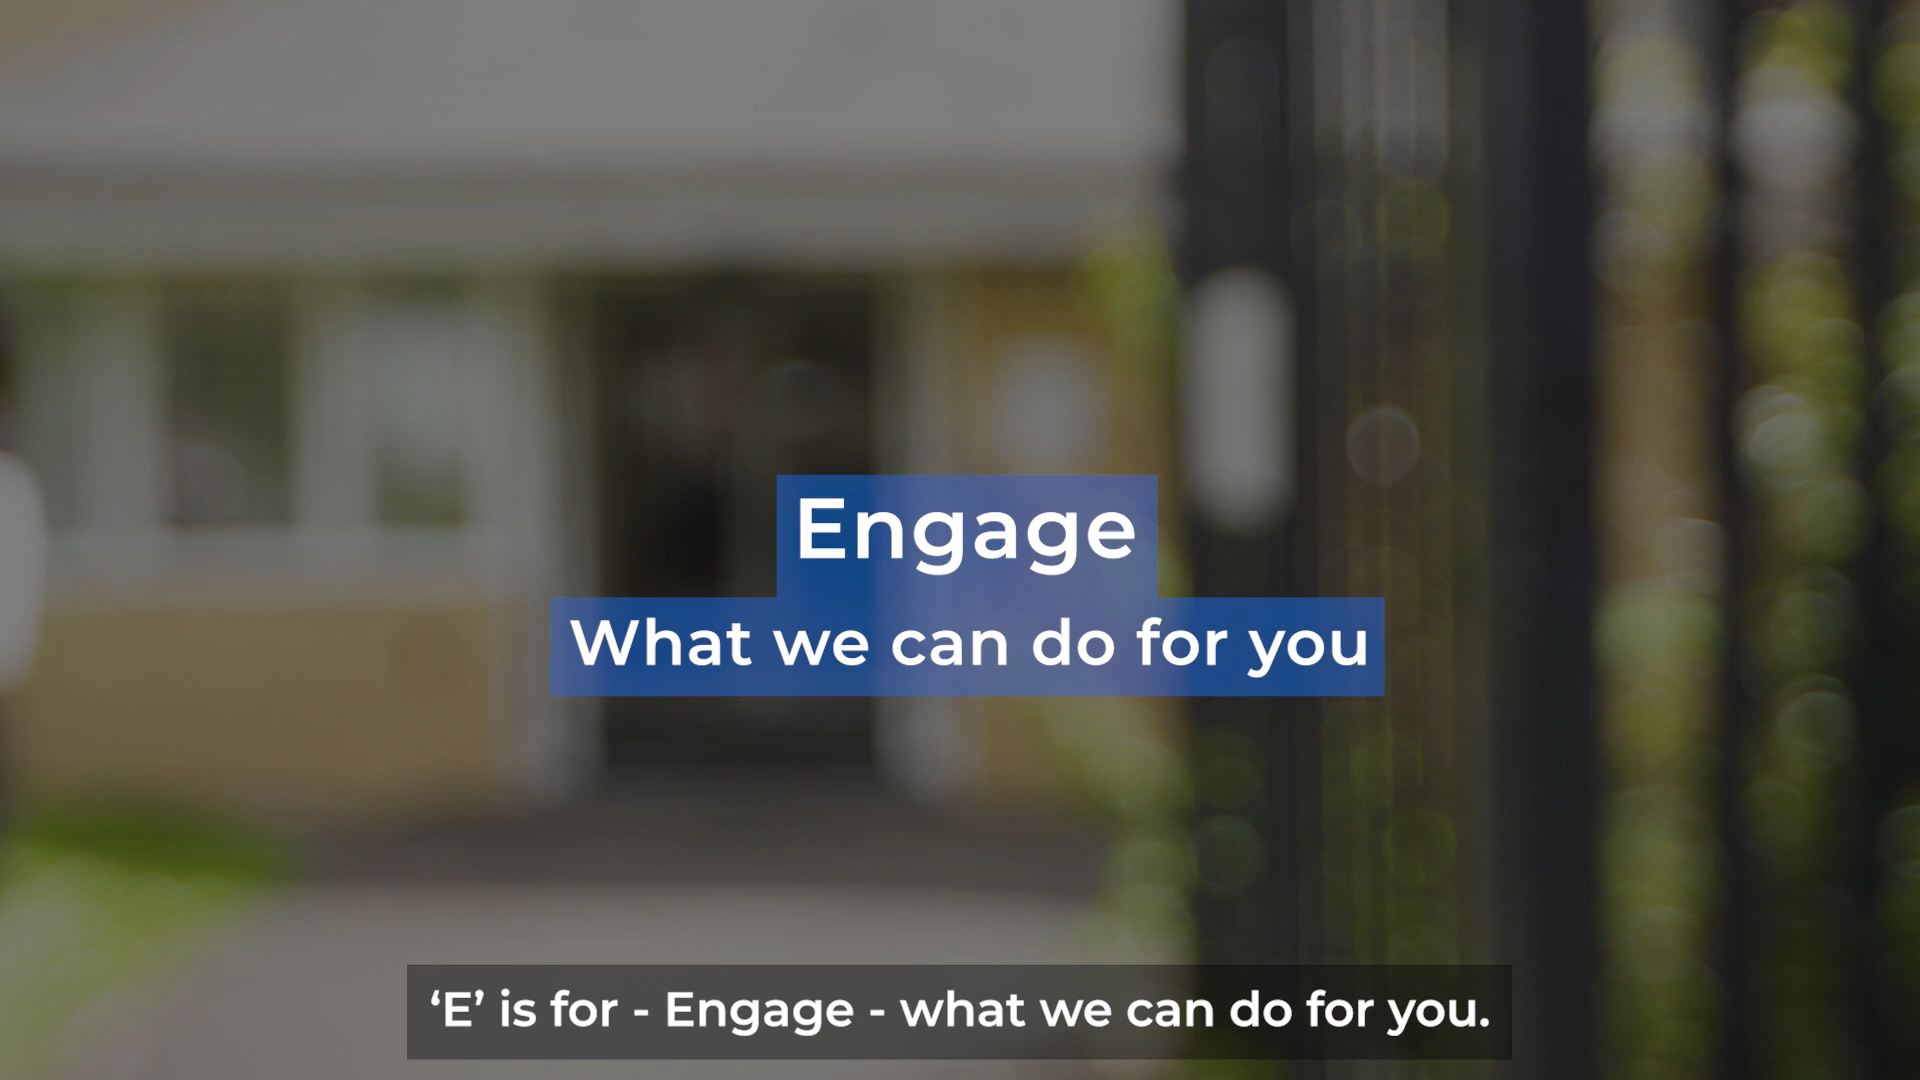 Engage
What we can do for you
‘E’ is for - Engage - what we can do for you.